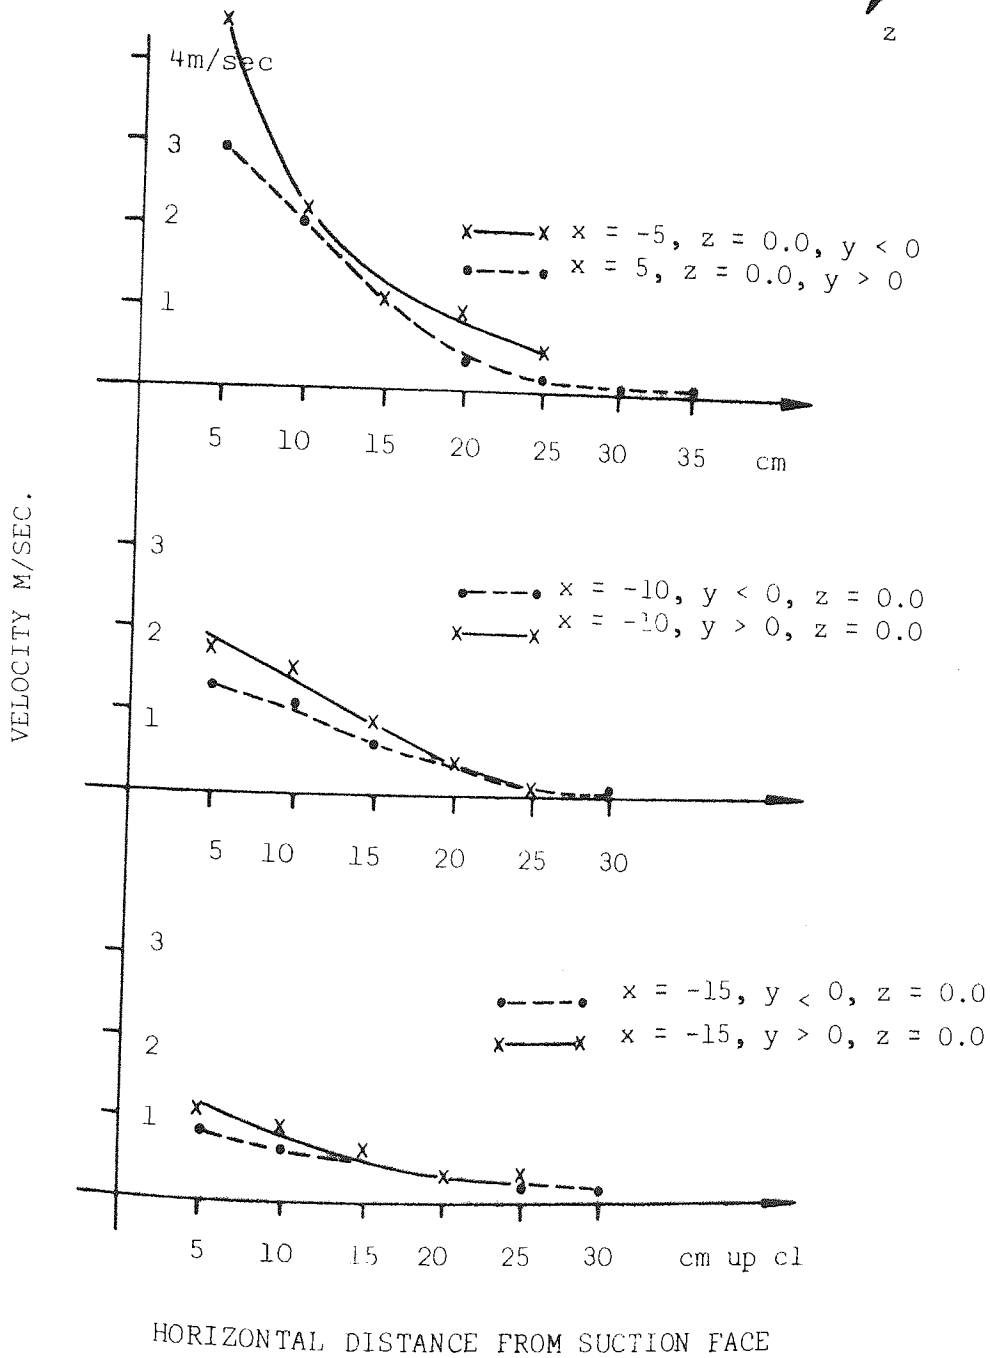 z
4m/sec
3
2
1
x = -5, z = 0.0, y < 0
x = 5, z = 0.0, y > 0
5 10 15 20 25 30 35 cm
VELOCITY M/SEC.
3
2
1
x = -10, y < 0, z = 0.0
x = -10, y > 0, z = 0.0
5 10 15 20 25 30
3
2
1
x = -15, y < 0, z = 0.0
x = -15, y > 0, z = 0.0
5 10 15 20 25 30 cm up cl
HORIZONTAL DISTANCE FROM SUCTION FACE